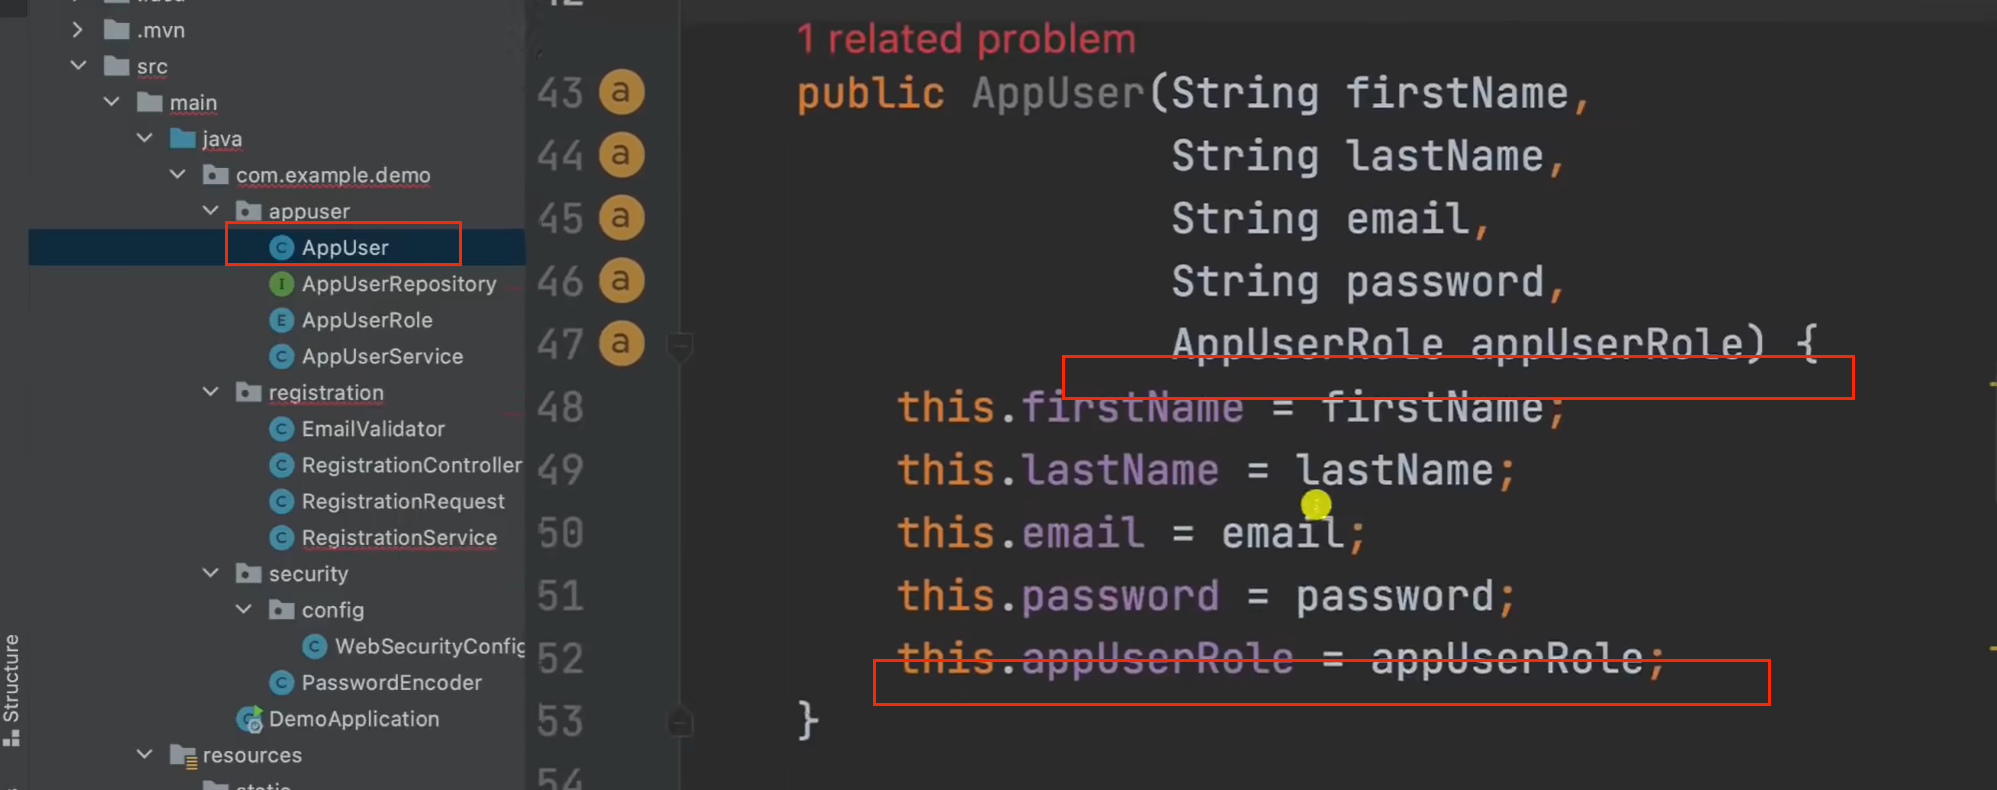 .mvn
src
main
java
com.example.demo
appuser
AppUser
AppUserRepository
AppUserRole
AppUserService
registration
EmailValidator
RegistrationController
RegistrationRequest
RegistrationService
security
config
WebSecurityConfig
PasswordEncoder
DemoApplication
resources
Structure
1 related problem
43 a public AppUser(String firstName,
44 a String lastName,
45 a String email,
46 a String password,
47 a AppUserRole appUserRole) {
48 this.firstName = firstName;
49 this.lastName = lastName;
50 this.email = email;
51 this.password = password;
52 this.appUserRole = appUserRole;
53 }
54